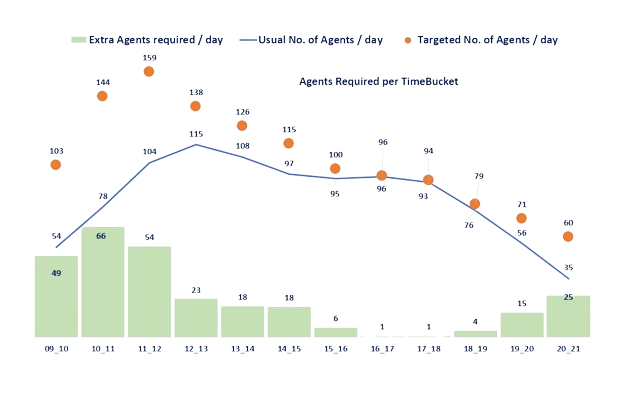 Extra Agents required / day Usual No. of Agents / day Targeted No. of Agents / day
Agents Required per TimeBucket
103 144 159 138 126 115 100 96 94 79 71 60
54 78 104 115 108 97 95 96 93 76 56 35
49 66 54 23 18 18 6 1 1 4 15 25
09_10 10_11 11_12 12_13 13_14 14_15 15_16 16_17 17_18 18_19 19_20 20_21